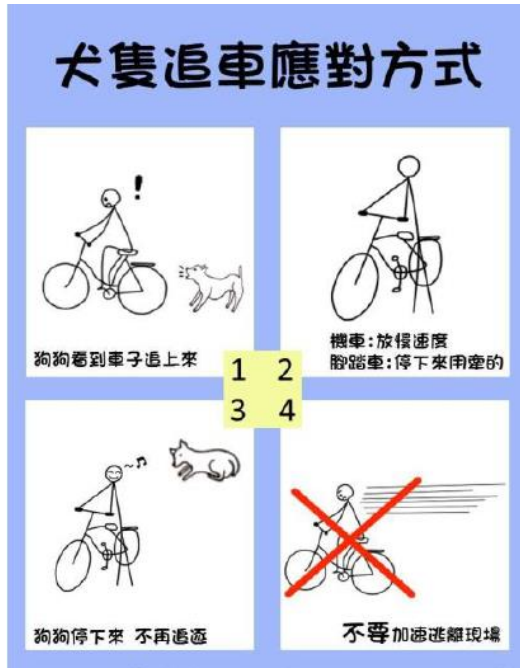 犬隻追車應對方式
!
狗狗看到車子追上來
機車:放慢速度
腳踏車:停下來用牽的
1 2
3 4
~♫
狗狗停下來 不再追逐
不要加速逃離現場